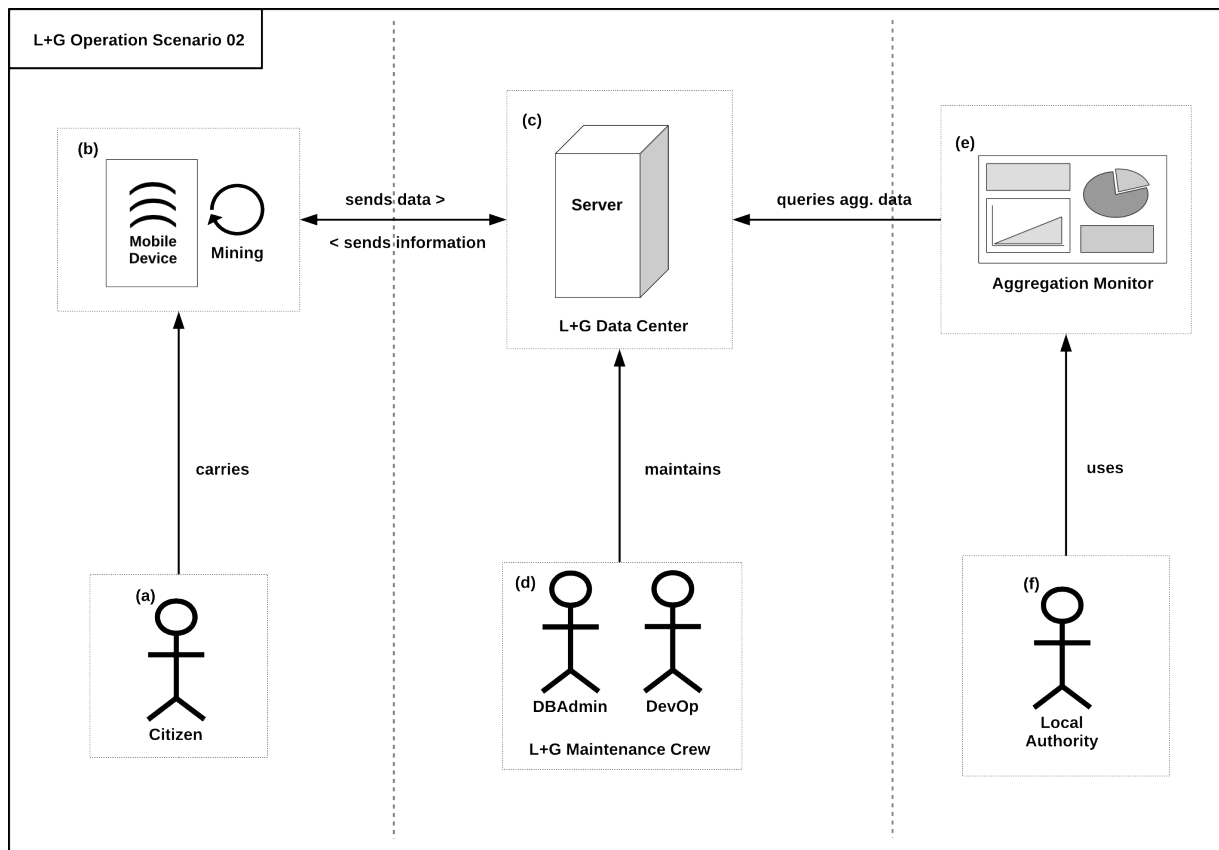 L+G Operation Scenario 02
(b)
Mobile
Device
Mining
sends data >
< sends information
(c)
Server
L+G Data Center
queries agg. data
(e)
Aggregation Monitor
carries
maintains
uses
(a)
Citizen
(d)
DBAdmin
DevOp
L+G Maintenance Crew
(f)
Local
Authority